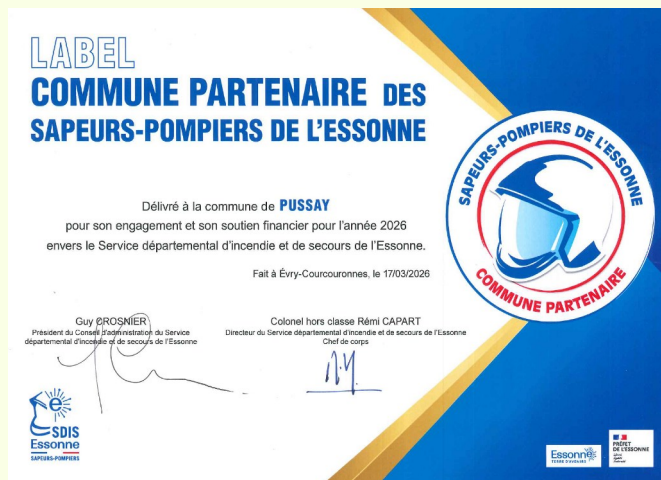 LABEL
COMMUNE PARTENAIRE DES
SAPEURS-POMPIERS DE L'ESSONNE
Délivré à la commune de PUSSAY
pour son engagement et son soutien financier pour l'année 2026
envers le Service départemental d'incendie et de secours de l'Essonne.
Fait à Évry-Courcouronnes, le 17/03/2026
Guy CROSNIER
Président du Conseil d'administration du Service
départemental d'incendie et de secours de l'Essonne
Colonel hors classe Rémi CAPART
Directeur du Service départemental d'incendie et de secours de l'Essonne
Chef de corps
SAPEURS-POMPIERS DE L'ESSONNE
COMMUNE PARTENAIRE
SDIS
Essonne
SAPEURS-POMPIERS
Essonne
TERRE D'AVENIRS
PRÉFET
DE L'ESSONNE